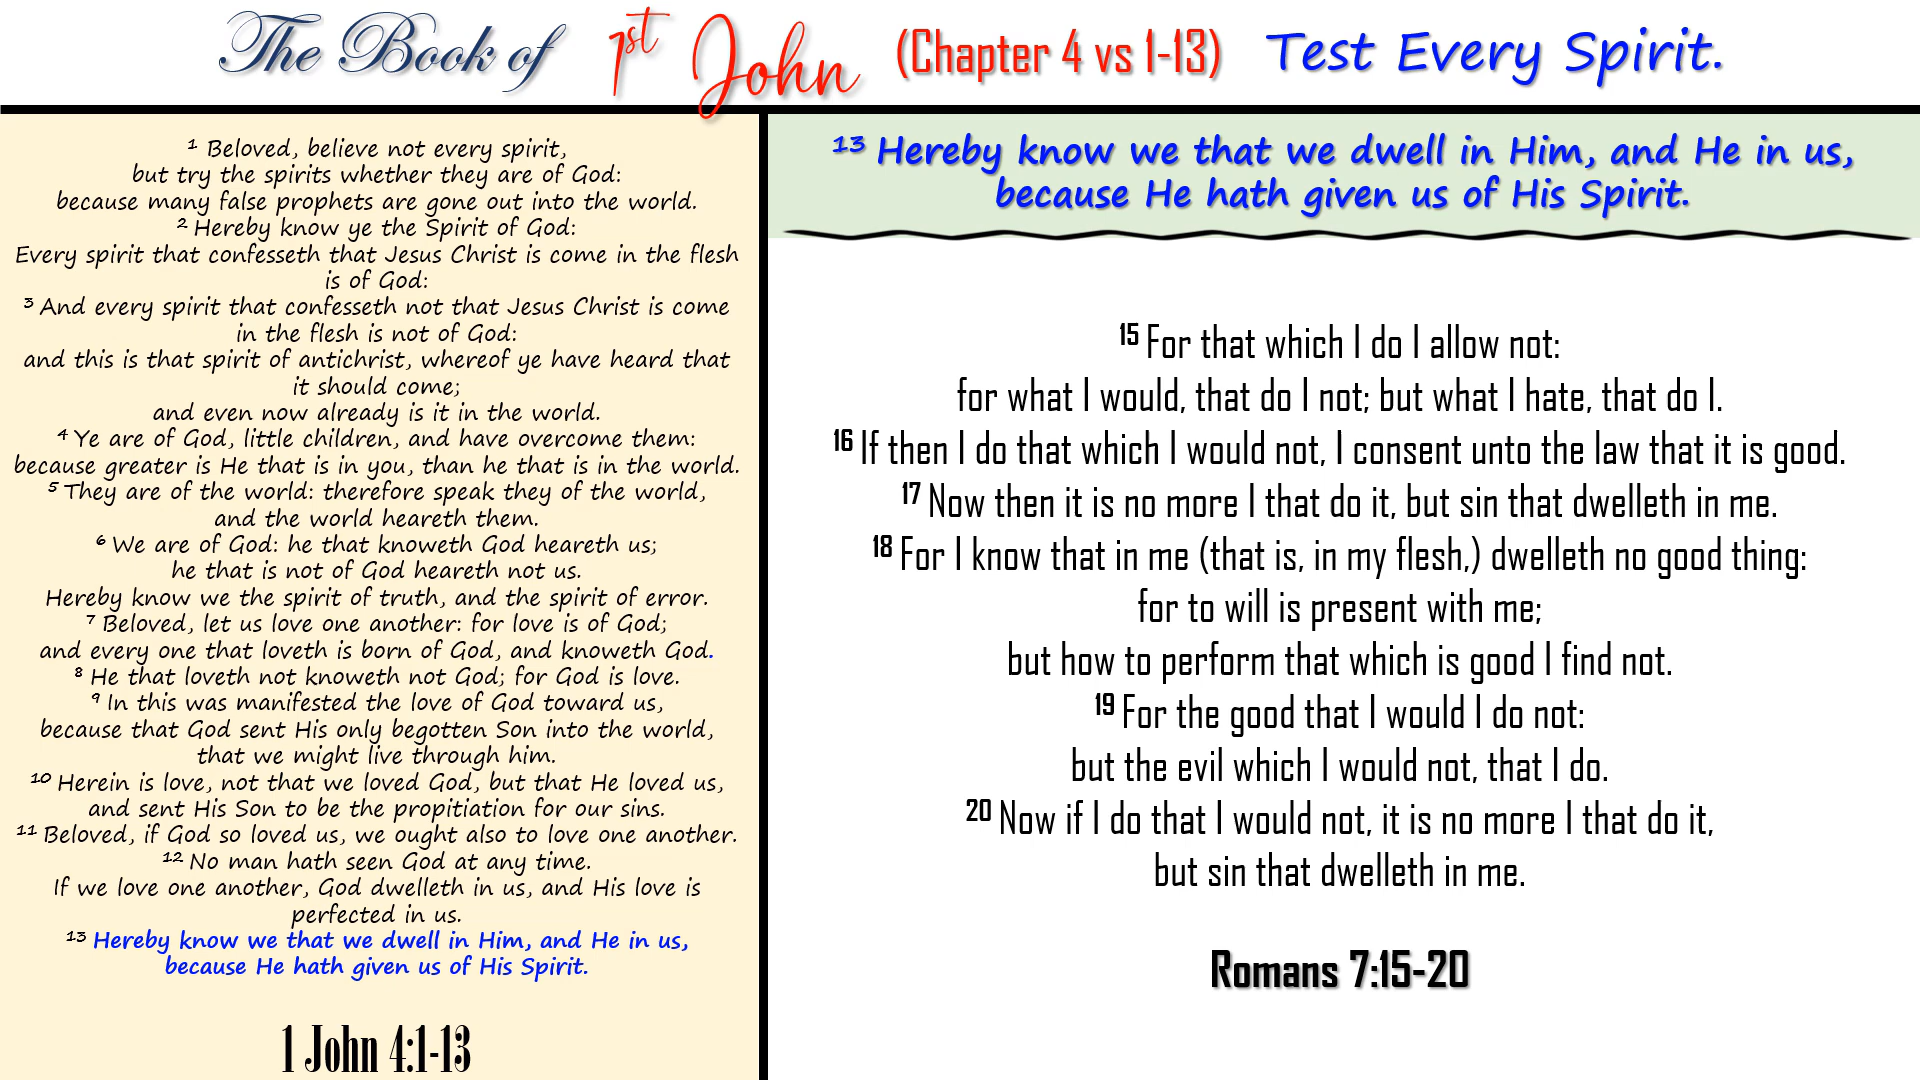 The Book of 1st John (Chapter 4 vs 1-13) Test Every Spirit.
1 Beloved, believe not every spirit,
but try the spirits whether they are of God:
because many false prophets are gone out into the world.
2 Hereby know ye the Spirit of God:
Every spirit that confesseth that Jesus Christ is come in the flesh
is of God:
3 And every spirit that confesseth not that Jesus Christ is come
in the flesh is not of God:
and this is that spirit of antichrist, whereof ye have heard that
it should come;
and even now already is it in the world.
4 Ye are of God, little children, and have overcome them:
because greater is He that is in you, than he that is in the world.
5 They are of the world: therefore speak they of the world,
and the world heareth them.
6 We are of God: he that knoweth God heareth us;
he that is not of God heareth not us.
Hereby know we the spirit of truth, and the spirit of error.
7 Beloved, let us love one another: for love is of God;
and every one that loveth is born of God, and knoweth God.
8 He that loveth not knoweth not God; for God is love.
9 In this was manifested the love of God toward us,
because that God sent His only begotten Son into the world,
that we might live through him.
10 Herein is love, not that we loved God, but that He loved us,
and sent His Son to be the propitiation for our sins.
11 Beloved, if God so loved us, we ought also to love one another.
12 No man hath seen God at any time.
If we love one another, God dwelleth in us, and His love is
perfected in us.
13 Hereby know we that we dwell in Him, and He in us,
because He hath given us of His Spirit.
1 John 4:1-13
13 Hereby know we that we dwell in Him, and He in us,
because He hath given us of His Spirit.
15 For that which I do I allow not:
for what I would, that do I not; but what I hate, that do I.
16 If then I do that which I would not, I consent unto the law that it is good.
17 Now then it is no more I that do it, but sin that dwelleth in me.
18 For I know that in me (that is, in my flesh,) dwelleth no good thing:
for to will is present with me;
but how to perform that which is good I find not.
19 For the good that I would I do not:
but the evil which I would not, that I do.
20 Now if I do that I would not, it is no more I that do it,
but sin that dwelleth in me.
Romans 7:15-20